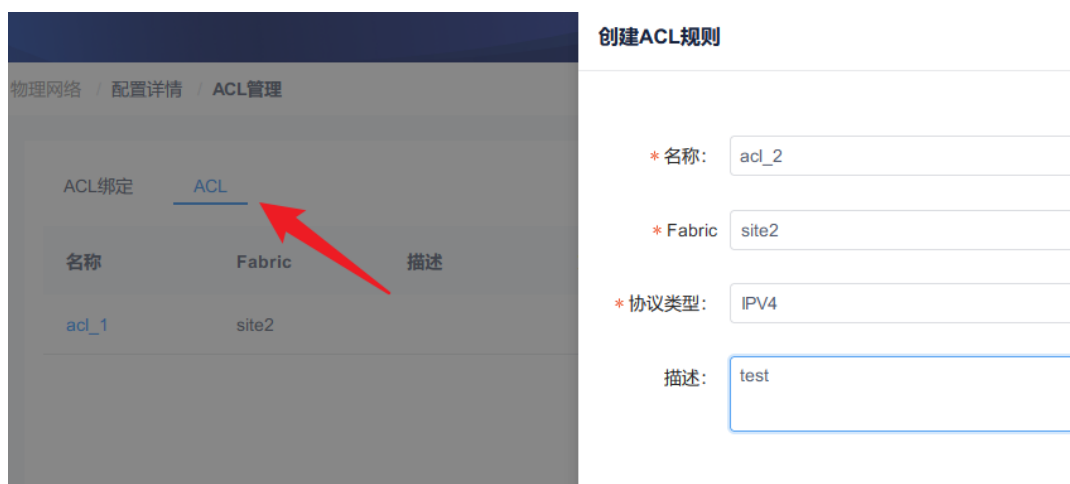 创建ACL规则
物理网络 / 配置详情 / ACL管理
ACL绑定 ACL
名称 Fabric 描述
acl_1 site2
* 名称： acl_2
* Fabric site2
* 协议类型： IPV4
描述： test